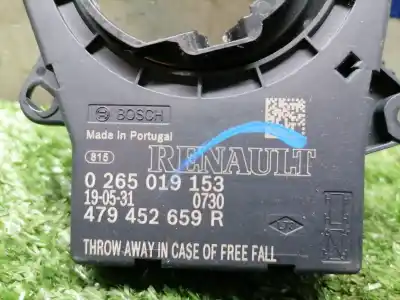 BOSCH
Made in Portugal
815
RENAULT
0 265 019 153
19-05-31 0730
479 452 659 R
THROW AWAY IN CASE OF FREE FALL